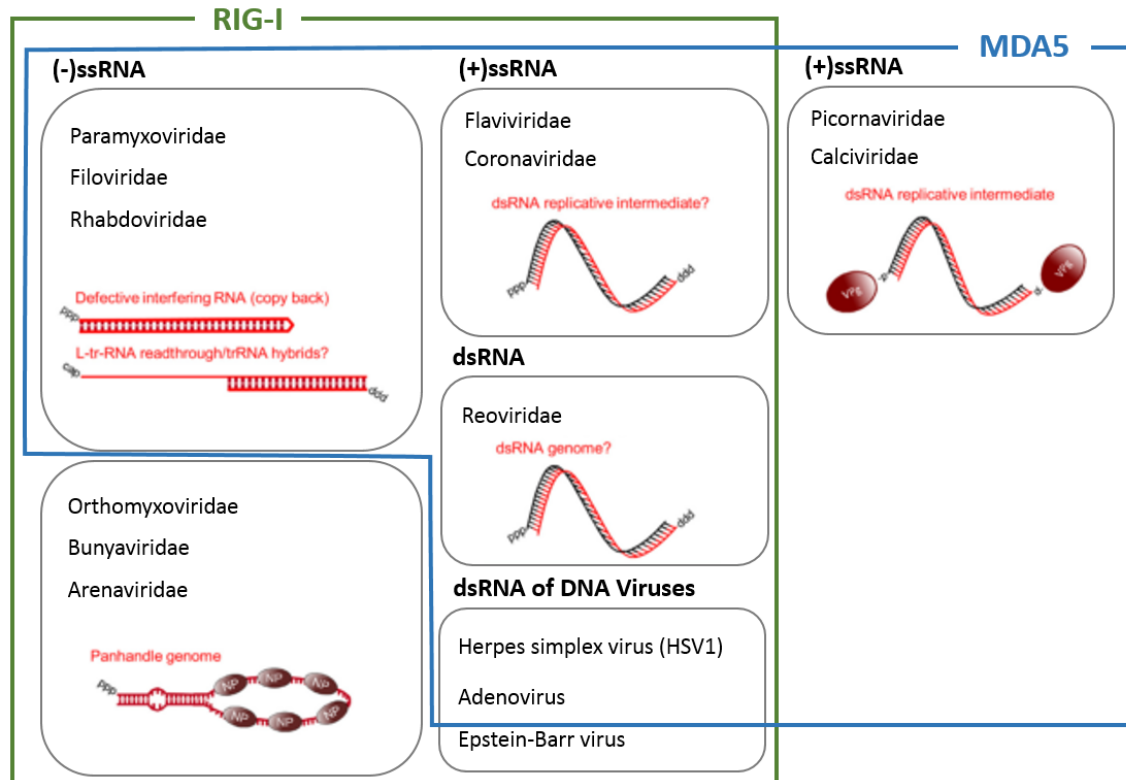 RIG-I
MDA5
(-)ssRNA
Paramyxoviridae
Filoviridae
Rhabdoviridae
Defective interfering RNA (copy back)
ppp
L-tr-RNA readthrough/trRNA hybrids?
cap
ddd
Orthomyxoviridae
Bunyaviridae
Arenaviridae
Panhandle genome
ppp
NP
NP
NP
NP
NP
NP
(+)ssRNA
Flaviviridae
Coronaviridae
dsRNA replicative intermediate?
ppp
ddd
dsRNA
Reoviridae
dsRNA genome?
ppp
ddd
dsRNA of DNA Viruses
Herpes simplex virus (HSV1)
Adenovirus
Epstein-Barr virus
(+)ssRNA
Picornaviridae
Calciviridae
dsRNA replicative intermediate
VPg
-p
d-
VPg